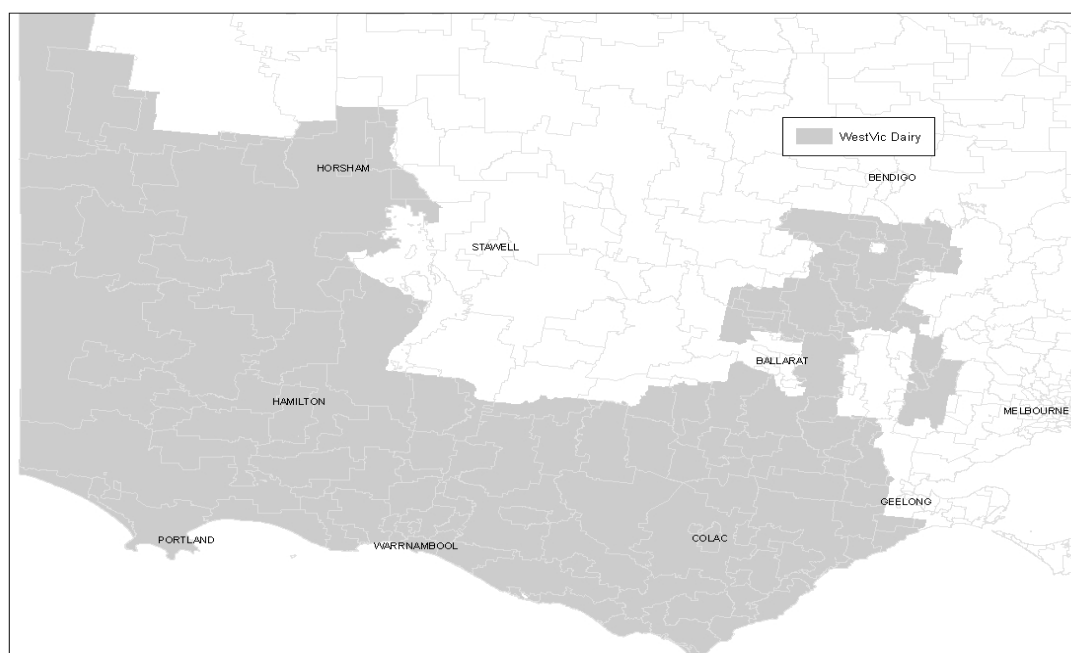 WestVic Dairy
HORSHAM
BENDIGO
STAWELL
BALLARAT
HAMILTON
MELBOURNE
GEELONG
PORTLAND
WARRNAMBOOL
COLAC